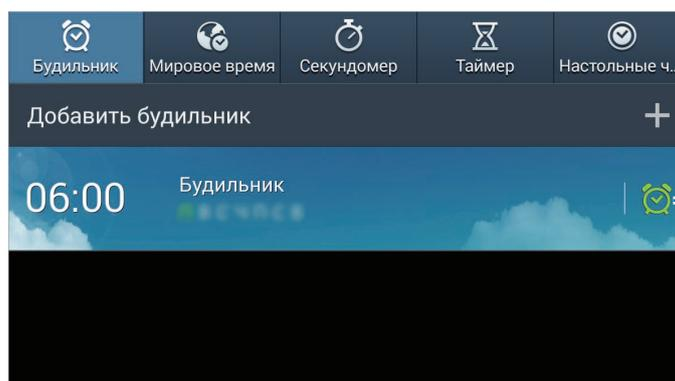 Будильник Мировое время Секундомер Таймер Настольные ч..
Добавить будильник
06:00 Будильник